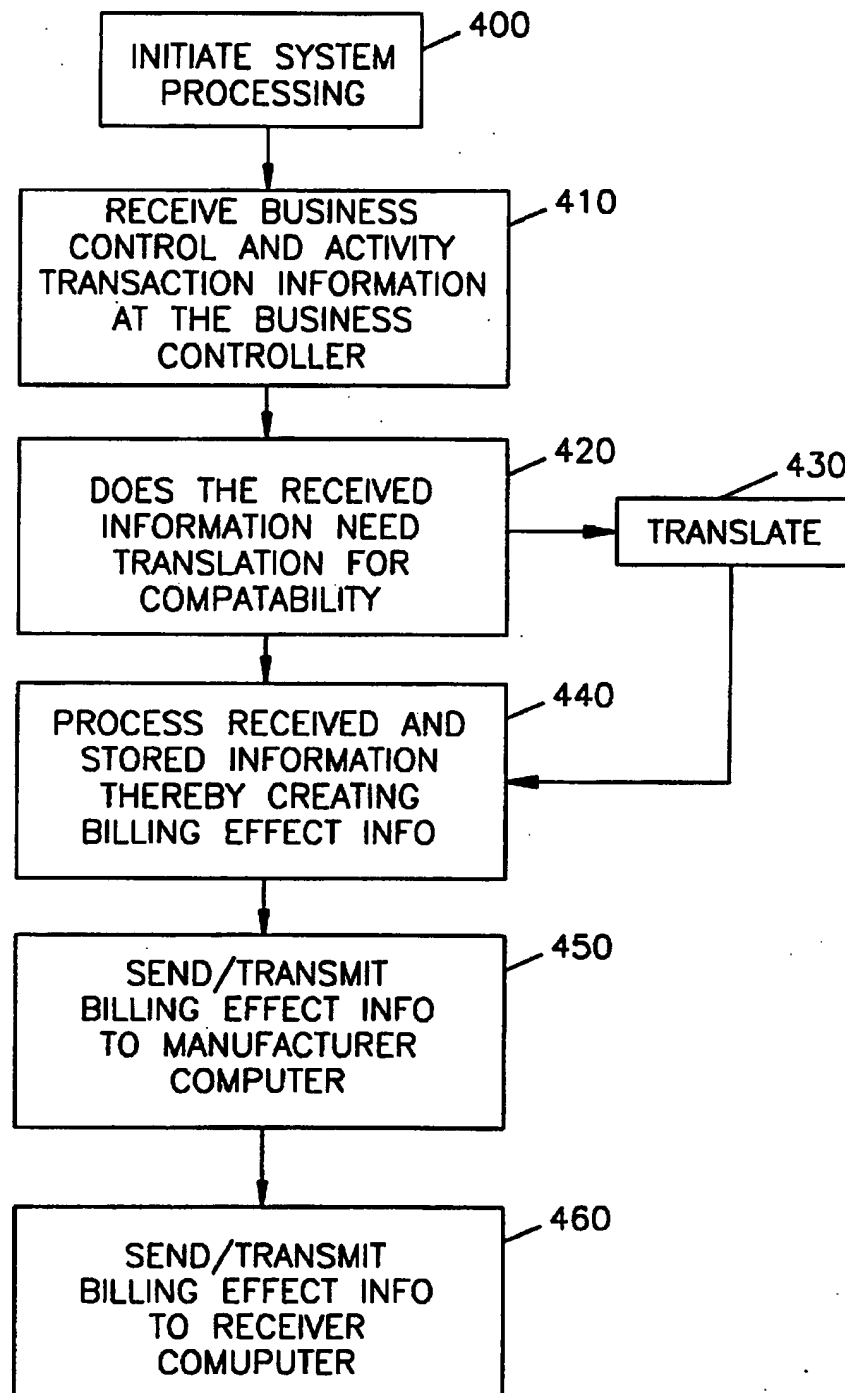 400
INITIATE SYSTEM
PROCESSING
410
RECEIVE BUSINESS
CONTROL AND ACTIVITY
TRANSACTION INFORMATION
AT THE BUSINESS
CONTROLLER
420
DOES THE RECEIVED
INFORMATION NEED
TRANSLATION FOR
COMPATABILITY
430
TRANSLATE
440
PROCESS RECEIVED AND
STORED INFORMATION
THEREBY CREATING
BILLING EFFECT INFO
450
SEND/TRANSMIT
BILLING EFFECT INFO
TO MANUFACTURER
COMPUTER
460
SEND/TRANSMIT
BILLING EFFECT INFO
TO RECEIVER
COMUPUTER